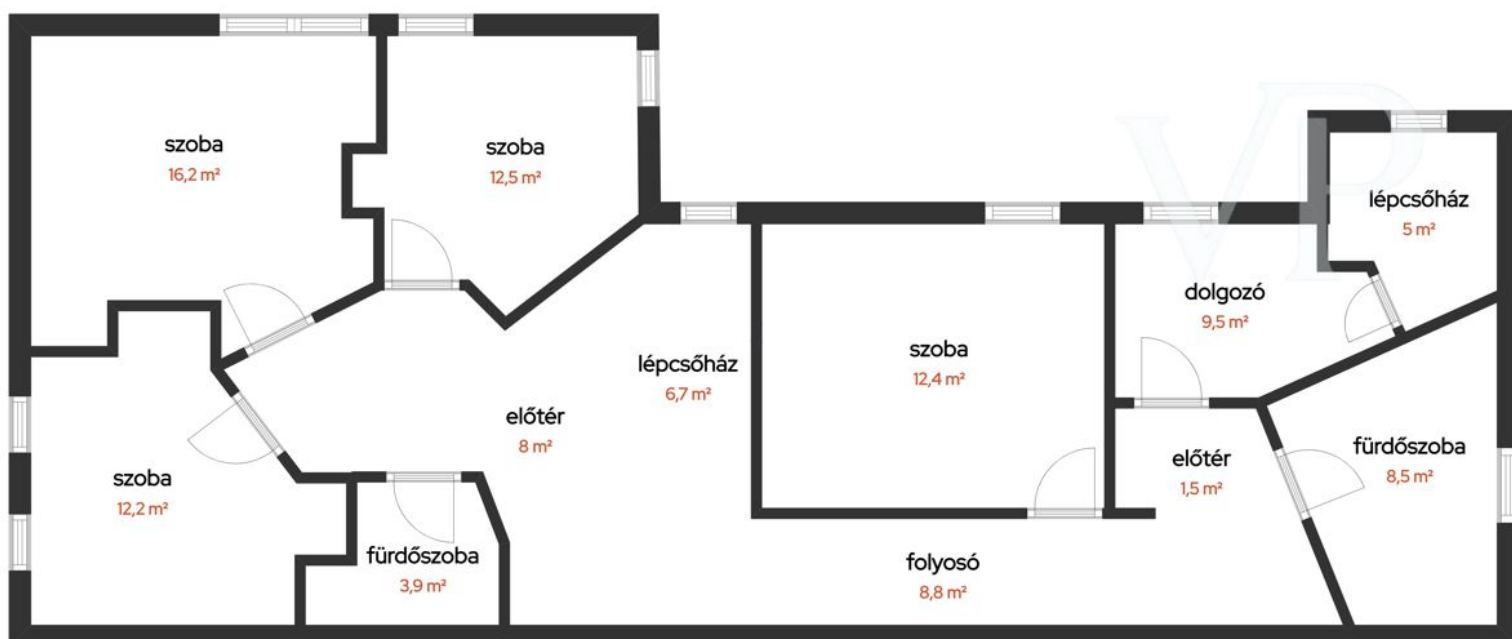 szoba
16,2 m²
szoba
12,5 m²
lépcsőház
5 m²
dolgozó
9,5 m²
szoba
12,4 m²
lépcsőház
6,7 m²
előtér
8 m²
szoba
12,2 m²
fürdőszoba
3,9 m²
előtér
1,5 m²
fürdőszoba
8,5 m²
folyosó
8,8 m²
VP